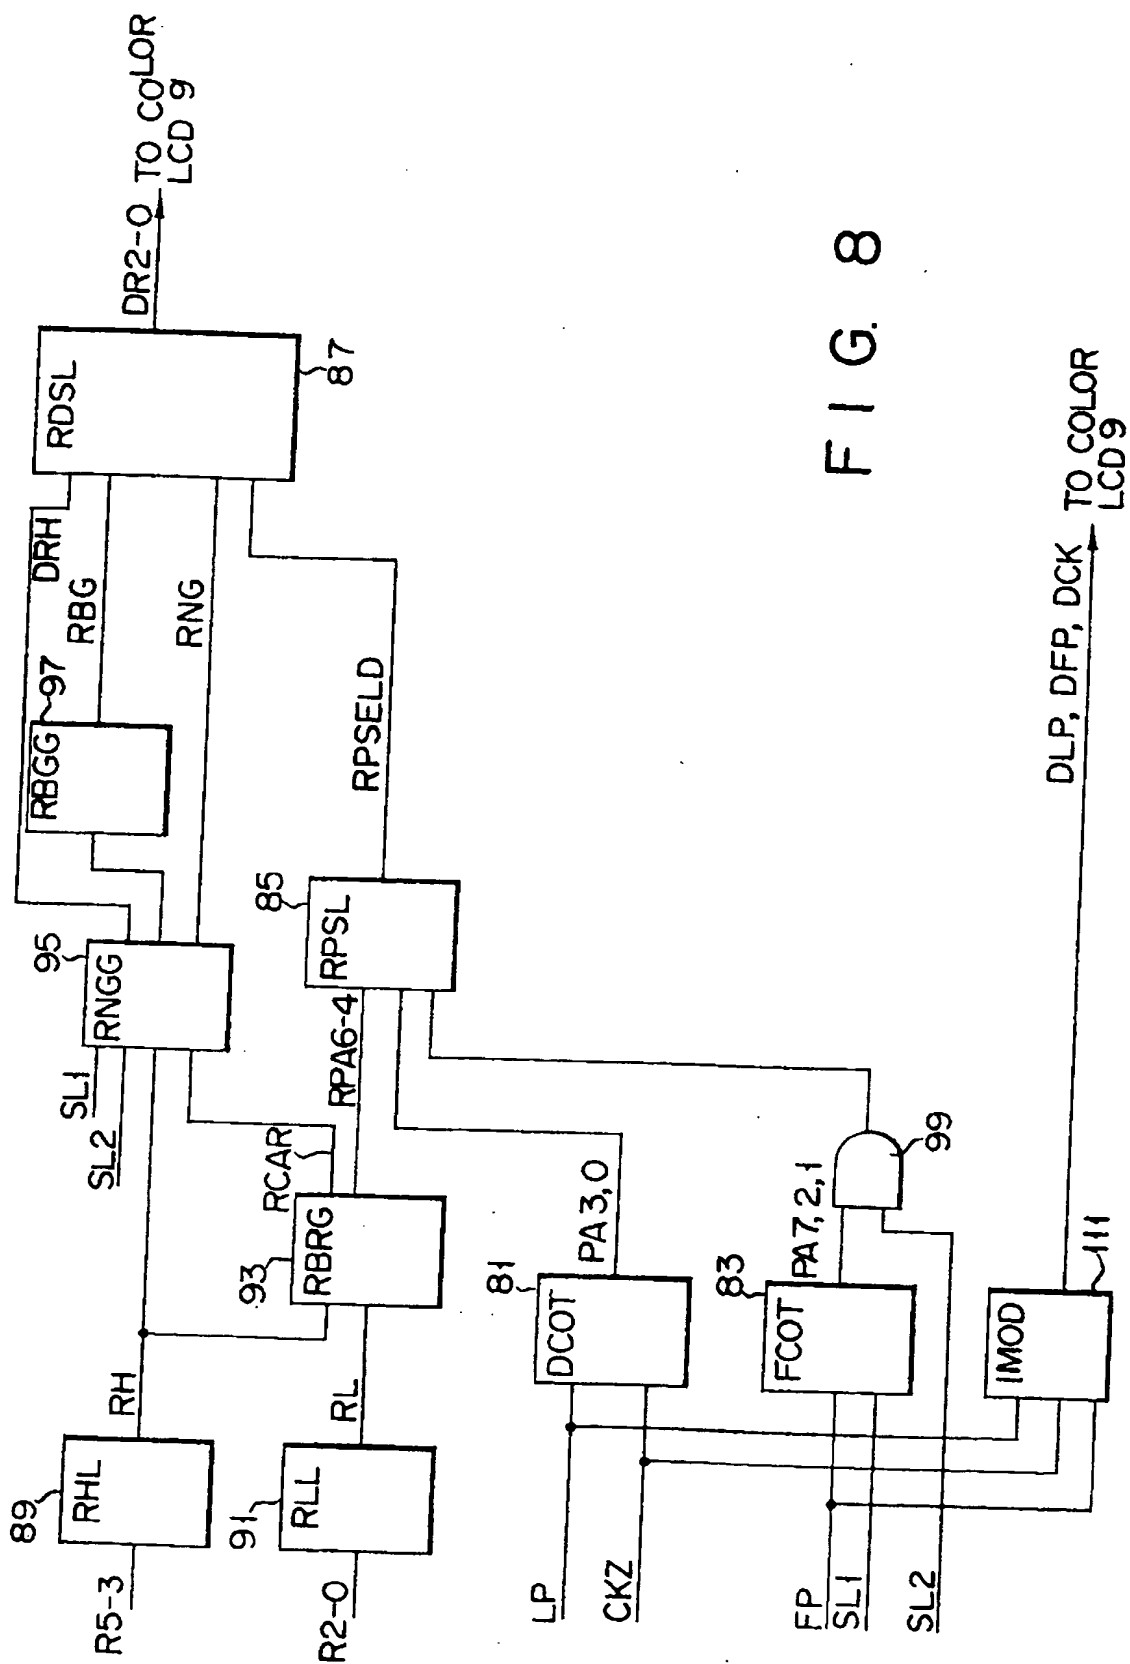 R5-3
89
RHL
RH
R2-0
91
RLL
RL
93
RBRG
RCAR
RPA6-4
SL1
SL2
95
RNGG
RBGG
97
DRH
RBG
RNG
RDSL
87
DR2-0
TO COLOR
LCD 9
85
RPSL
RPSELD
LP
CKZ
81
DCOT
PA3,0
FP
SL1
SL2
83
FCOT
PA7,2,1
99
IMOD
111
DLP, DFP, DCK
TO COLOR
LCD 9
FIG. 8